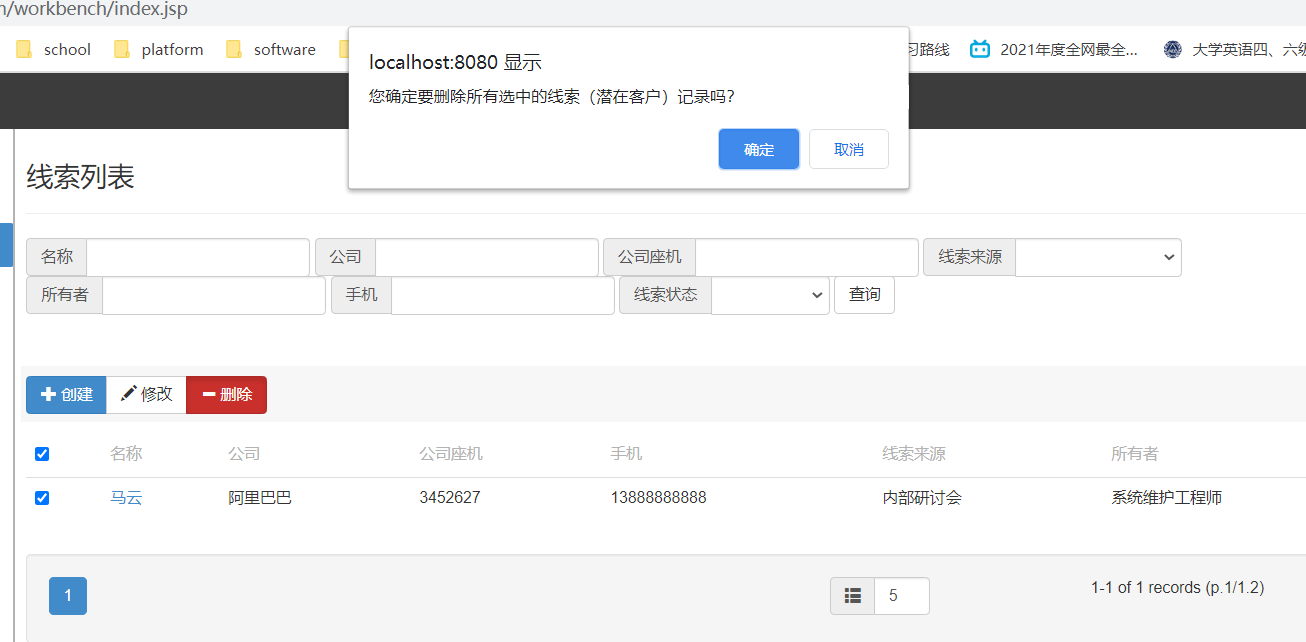 n/workbench/index.jsp
school platform software 习路线 2021年度全网最全... 大学英语四、六级
localhost:8080 显示
您确定要删除所有选中的线索（潜在客户）记录吗？
确定 取消
线索列表
名称 公司 公司座机 线索来源
所有者 手机 线索状态 查询
创建 修改 删除
名称 公司 公司座机 手机 线索来源 所有者
马云 阿里巴巴 3452627 13888888888 内部研讨会 系统维护工程师
1 5 1-1 of 1 records (p.1/1.2)